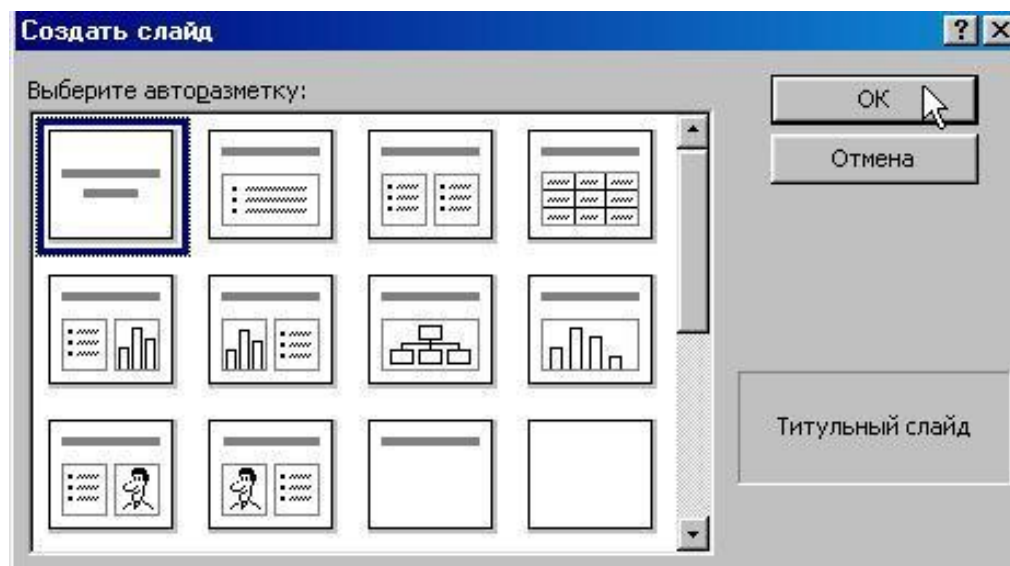 Создать слайд
Выберите авторазметку:
ОК
Отмена
Титульный слайд